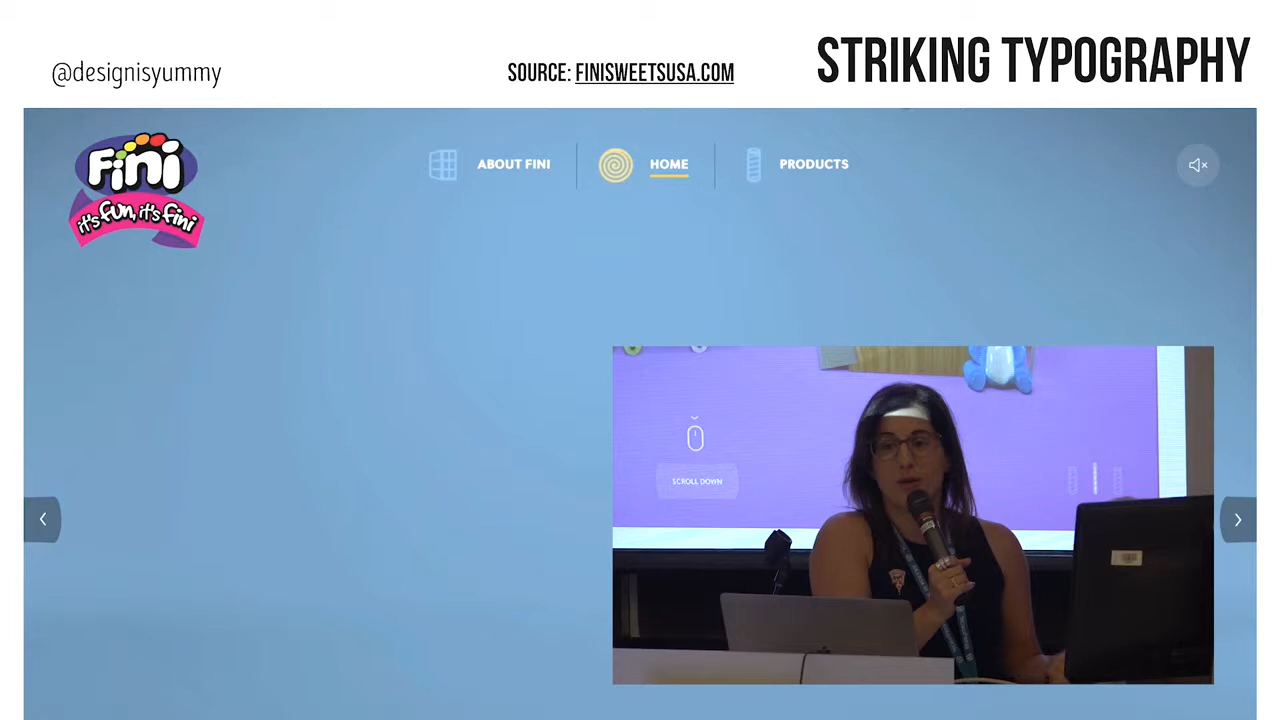 @designisyummy
SOURCE: FINISWEETSUSA.COM
STRIKING TYPOGRAPHY
Fini
it's fun, it's fini
ABOUT FINI
HOME
PRODUCTS
SCROLL DOWN